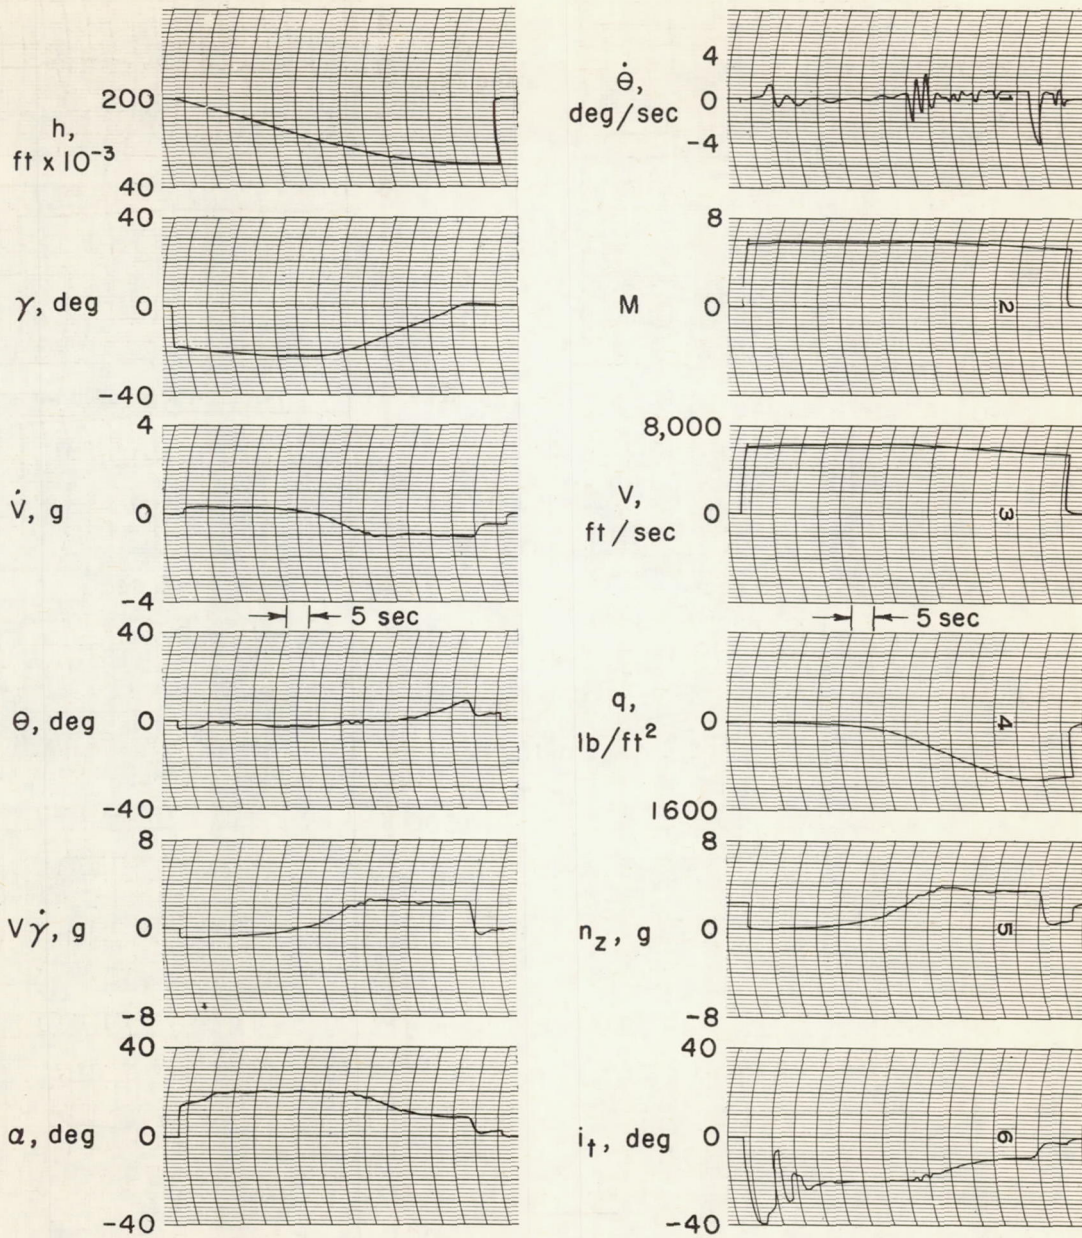 200
h,
ft x 10⁻³
40
40
γ, deg 0
-40
4
V̇, g 0
-4
5 sec
40
θ, deg 0
-40
8
Vγ̇, g 0
-8
40
α, deg 0
-40
4
θ̇,
deg/sec
0
-4
1
8
M 0
2
8,000
V,
ft/sec
0
3
5 sec
q,
lb/ft²
0
4
1600
8
n_z, g 0
5
-8
40
i_t, deg 0
6
-40